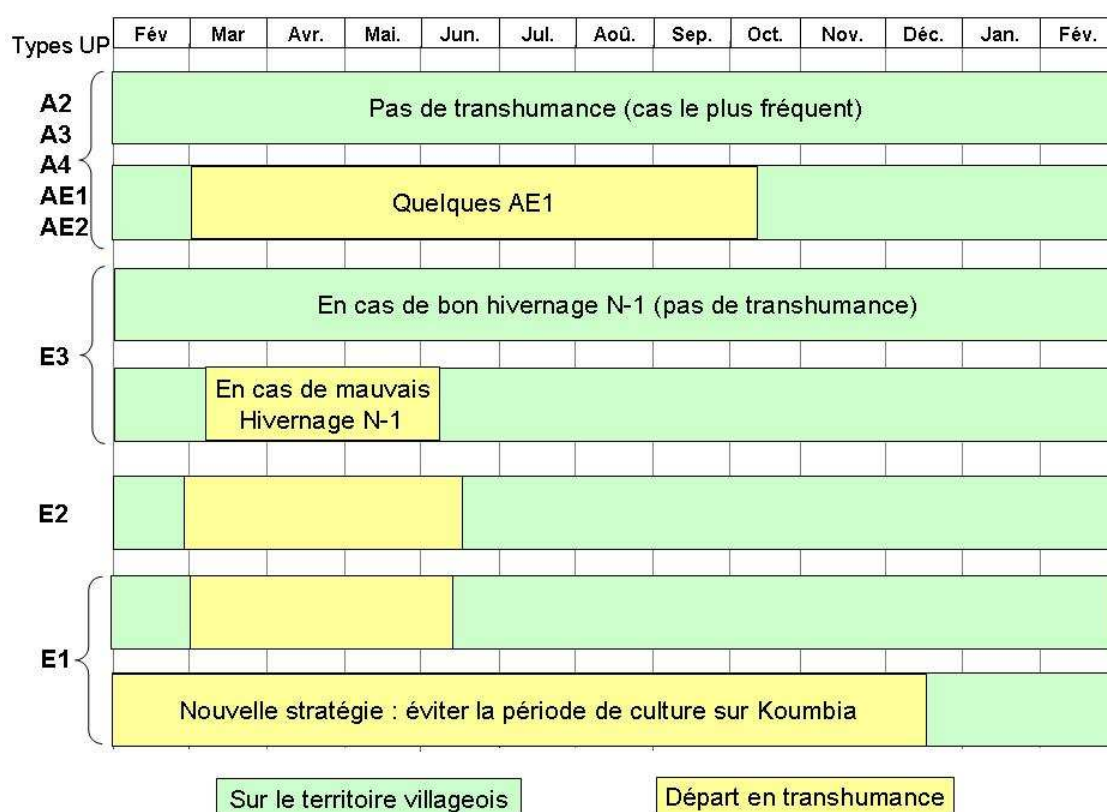 Types UP Fév Mar Avr. Mai. Jun. Jul. Aoû. Sep. Oct. Nov. Déc. Jan. Fév.
A2
A3
A4
AE1
AE2
Pas de transhumance (cas le plus fréquent)
Quelques AE1
E3
En cas de bon hivernage N-1 (pas de transhumance)
En cas de mauvais
Hivernage N-1
E2
E1
Nouvelle stratégie : éviter la période de culture sur Koumbia
Sur le territoire villageois
Départ en transhumance